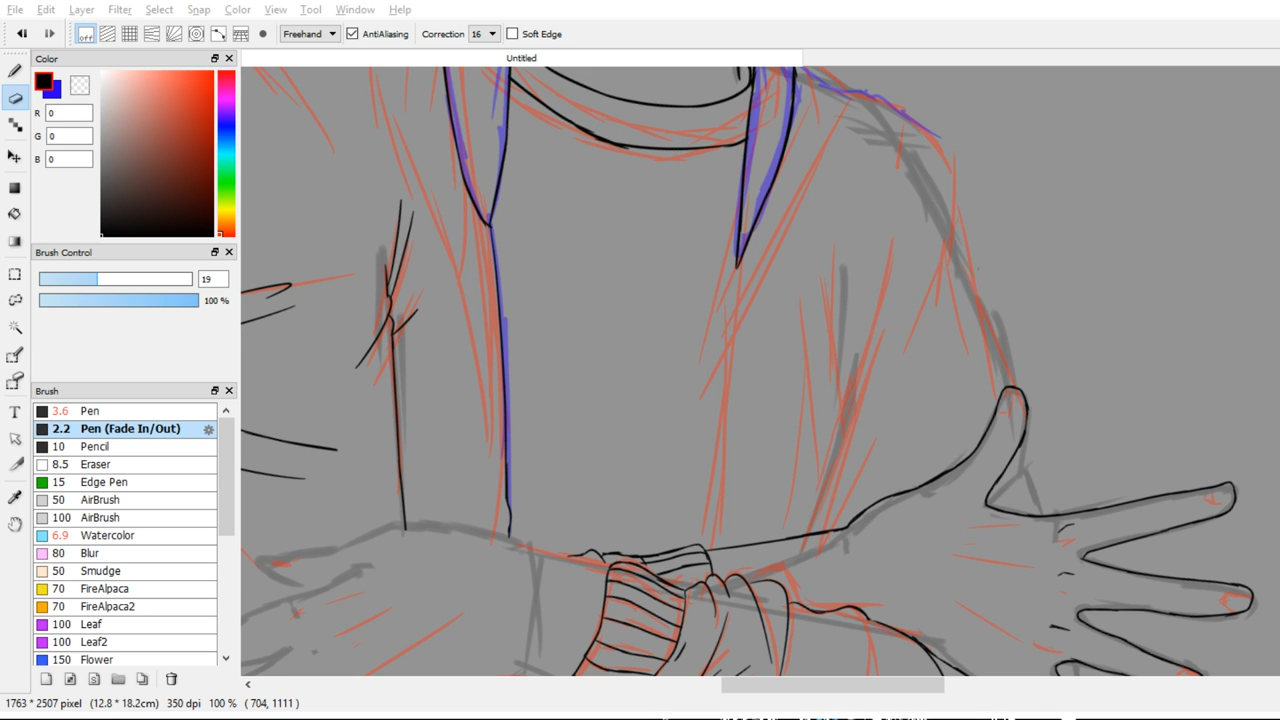 File Edit Layer Filter Select Snap Color View Tool Window Help
off Freehand AntiAliasing Correction 16 Soft Edge
Color
Untitled
R 0
G 0
B 0
Brush Control
19
100 %
Brush
3.6 Pen
2.2 Pen (Fade In/Out)
10 Pencil
8.5 Eraser
15 Edge Pen
50 AirBrush
100 AirBrush
6.9 Watercolor
80 Blur
50 Smudge
70 FireAlpaca
70 FireAlpaca2
100 Leaf
100 Leaf2
150 Flower
1763 * 2507 pixel (12.8 * 18.2cm) 350 dpi 100 % ( 704, 1111 )